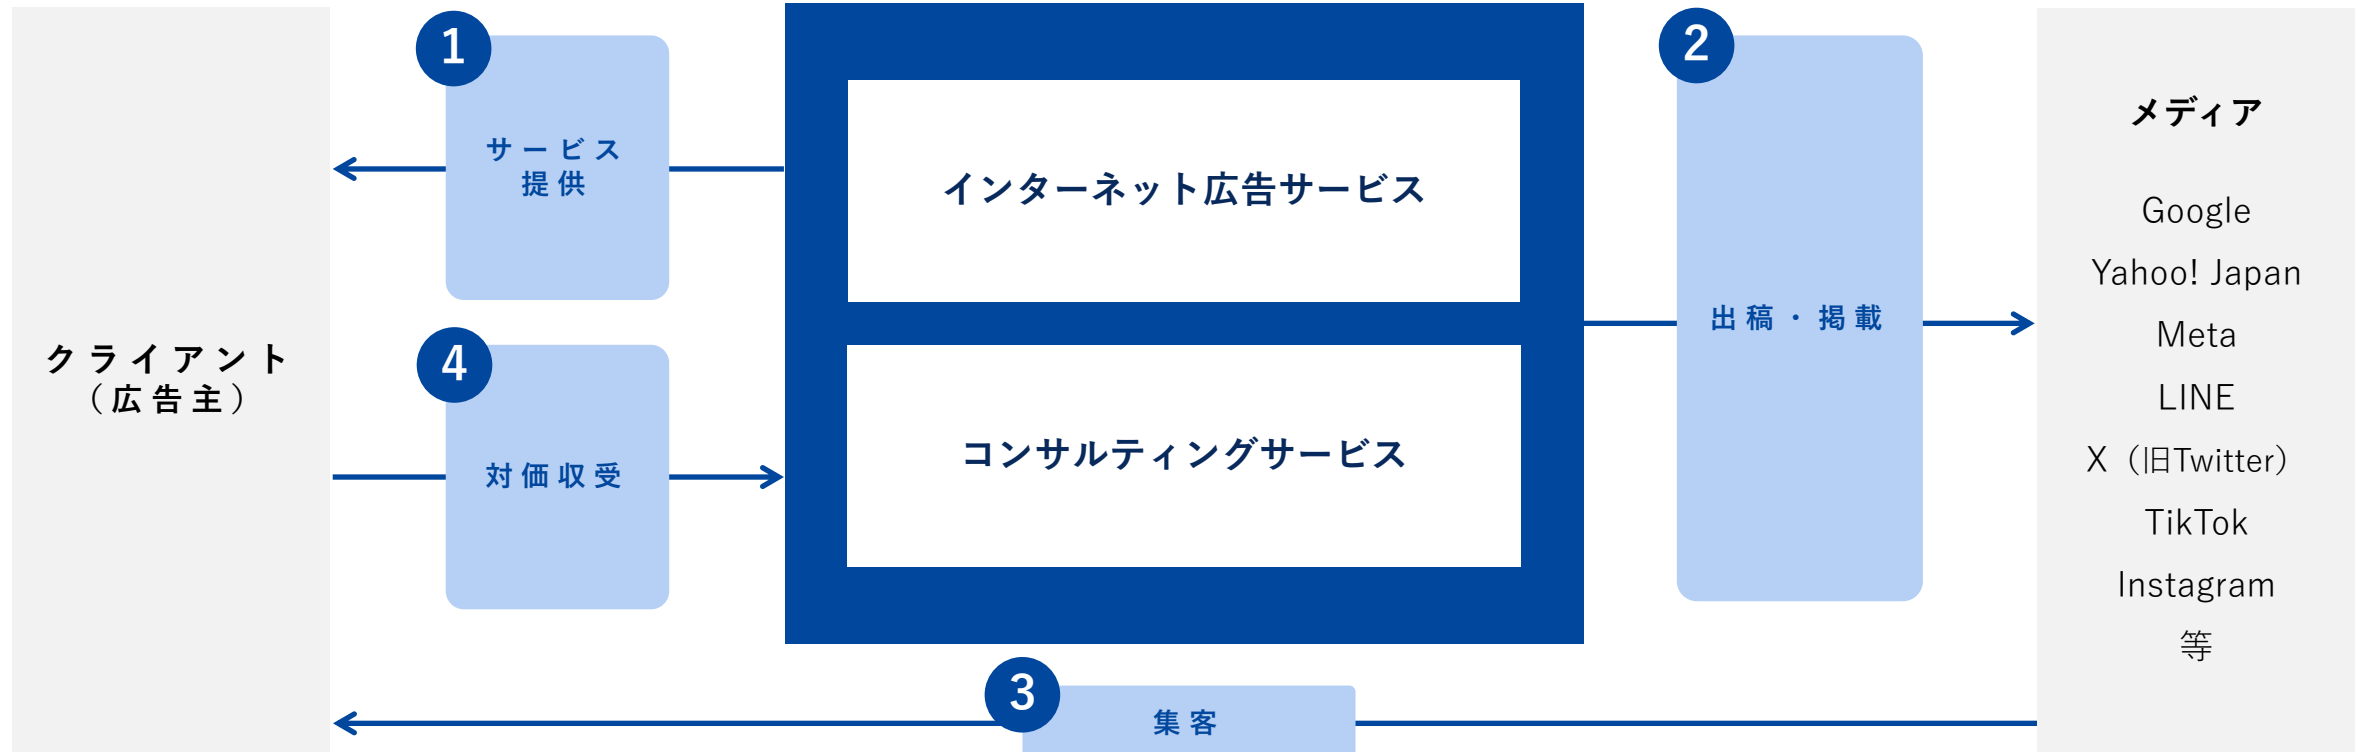 クライアント
（広告主）
1
サービス
提供
4
対価収受
インターネット広告サービス
コンサルティングサービス
2
出稿・掲載
メディア
Google
Yahoo! Japan
Meta
LINE
X（旧Twitter）
TikTok
Instagram
等
3
集客